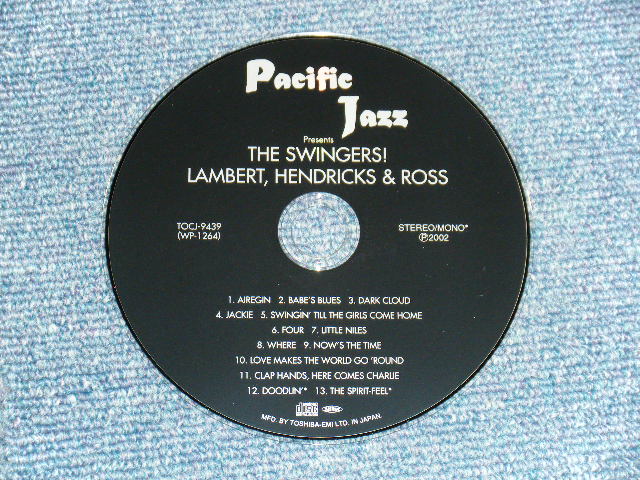 Pacific
Jazz
Presents
THE SWINGERS!
LAMBERT, HENDRICKS & ROSS
TOCJ-9439
(WP-1264)
STEREO/MONO*
Ⓟ2002
1. AIREGIN 2. BABE'S BLUES 3. DARK CLOUD
4. JACKIE 5. SWINGIN' TILL THE GIRLS COME HOME
6. FOUR 7. LITTLE NILES
8. WHERE 9. NOW'S THE TIME
10. LOVE MAKES THE WORLD GO 'ROUND
11. CLAP HANDS, HERE COMES CHARLIE
12. DOODLIN'* 13. THE SPIRIT-FEEL*
MFD. BY TOSHIBA-EMI LTD. IN JAPAN.